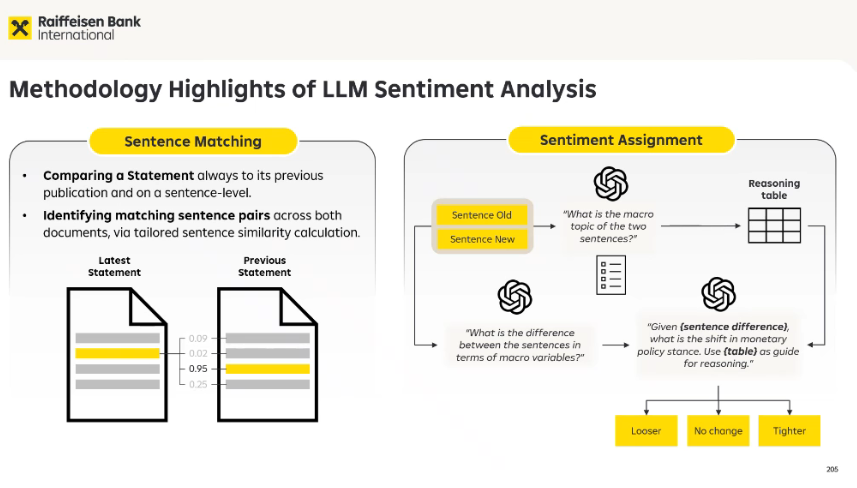 Raiffeisen Bank
International
Methodology Highlights of LLM Sentiment Analysis
Sentence Matching
• Comparing a Statement always to its previous
publication and on a sentence-level.
• Identifying matching sentence pairs across both
documents, via tailored sentence similarity calculation.
Latest
Statement
Previous
Statement
0.09
0.02
0.95
0.25
Sentiment Assignment
Sentence Old
Sentence New
"What is the macro
topic of the two
sentences?"
Reasoning
table
"What is the difference
between the sentences in
terms of macro variables?"
"Given {sentence difference},
what is the shift in monetary
policy stance. Use {table} as guide
for reasoning."
Looser
No change
Tighter
205